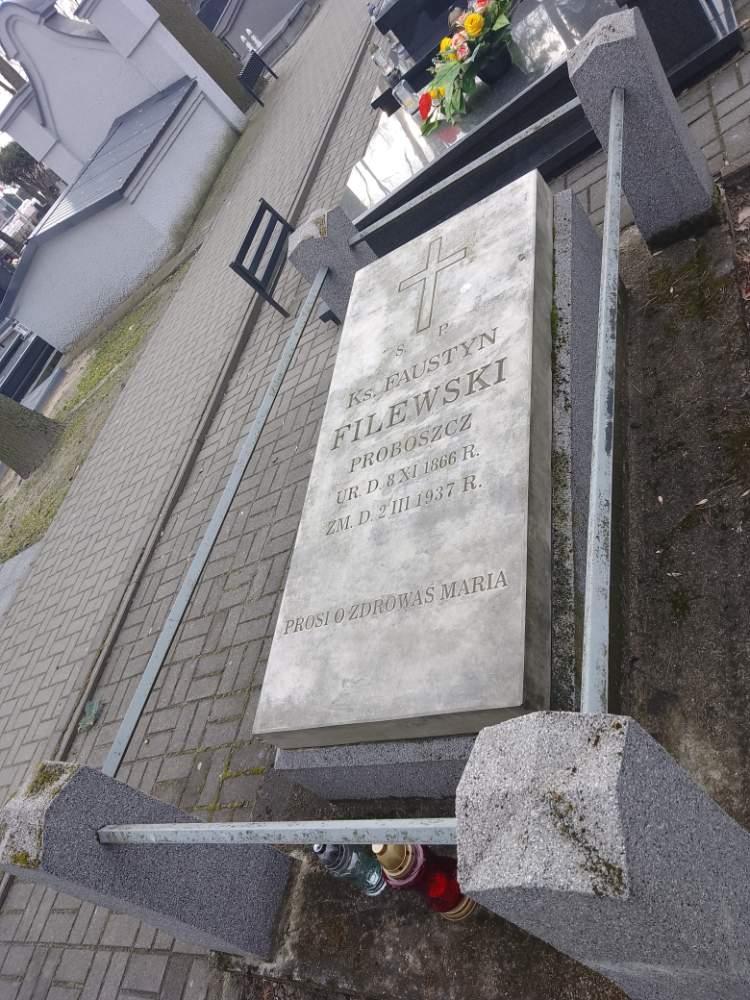 S. P.
Ks. FAUSTYN
FILEWSKI
PROBOSZCZ
UR. D. 8 XI 1866 R.
ZM. D. 2 III 1937 R.
PROSI O ZDROWAŚ MARIA